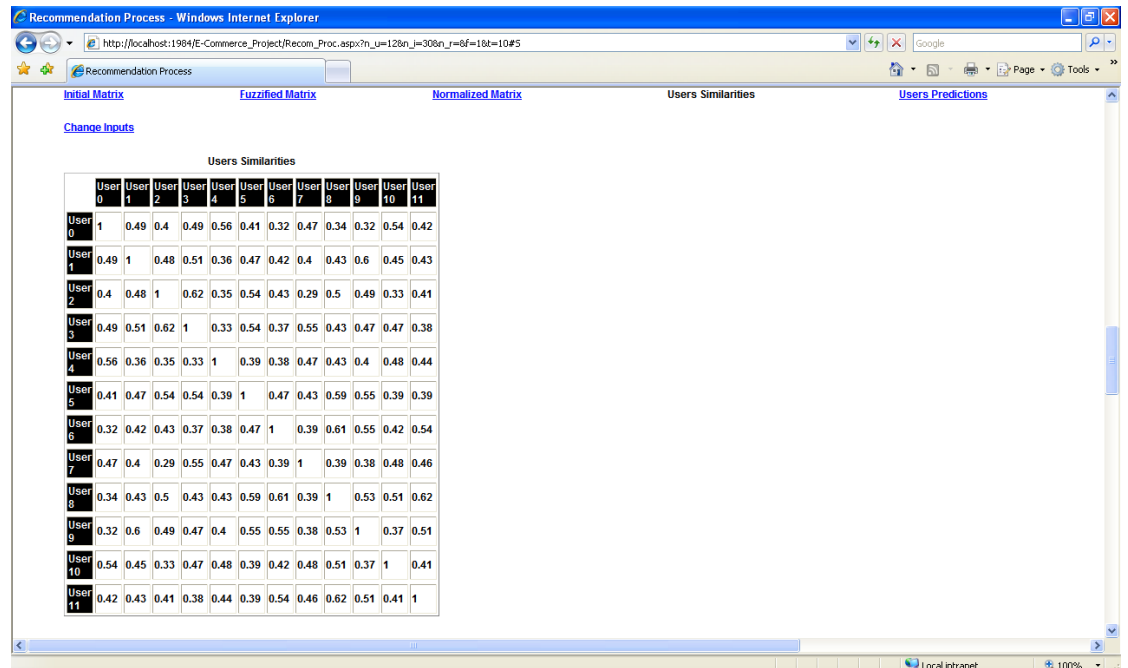 Recommendation Process - Windows Internet Explorer
http://localhost:1984/E-Commerce_Project/Recom_Proc.aspx?n_u=12&n_i=30&n_r=&f=1&t=10#5
Google
Recommendation Process
Page Tools
Initial Matrix Fuzzified Matrix Normalized Matrix Users Similarities Users Predictions
Change Inputs
Users Similarities
User 0 User 1 User 2 User 3 User 4 User 5 User 6 User 7 User 8 User 9 User 10 User 11
User 0 1 0.49 0.4 0.49 0.56 0.41 0.32 0.47 0.34 0.32 0.54 0.42
User 1 0.49 1 0.48 0.51 0.36 0.47 0.42 0.4 0.43 0.6 0.45 0.43
User 2 0.4 0.48 1 0.62 0.35 0.54 0.43 0.29 0.5 0.49 0.33 0.41
User 3 0.49 0.51 0.62 1 0.33 0.54 0.37 0.55 0.43 0.47 0.47 0.38
User 4 0.56 0.36 0.35 0.33 1 0.39 0.38 0.47 0.43 0.4 0.48 0.44
User 5 0.41 0.47 0.54 0.54 0.39 1 0.47 0.43 0.59 0.55 0.39 0.39
User 6 0.32 0.42 0.43 0.37 0.38 0.47 1 0.39 0.61 0.55 0.42 0.54
User 7 0.47 0.4 0.29 0.55 0.47 0.43 0.39 1 0.39 0.38 0.48 0.46
User 8 0.34 0.43 0.5 0.43 0.43 0.59 0.61 0.39 1 0.53 0.51 0.62
User 9 0.32 0.6 0.49 0.47 0.4 0.55 0.55 0.38 0.53 1 0.37 0.51
User 10 0.54 0.45 0.33 0.47 0.48 0.39 0.42 0.48 0.51 0.37 1 0.41
User 11 0.42 0.43 0.41 0.38 0.44 0.39 0.54 0.46 0.62 0.51 0.41 1
Local intranet 100%